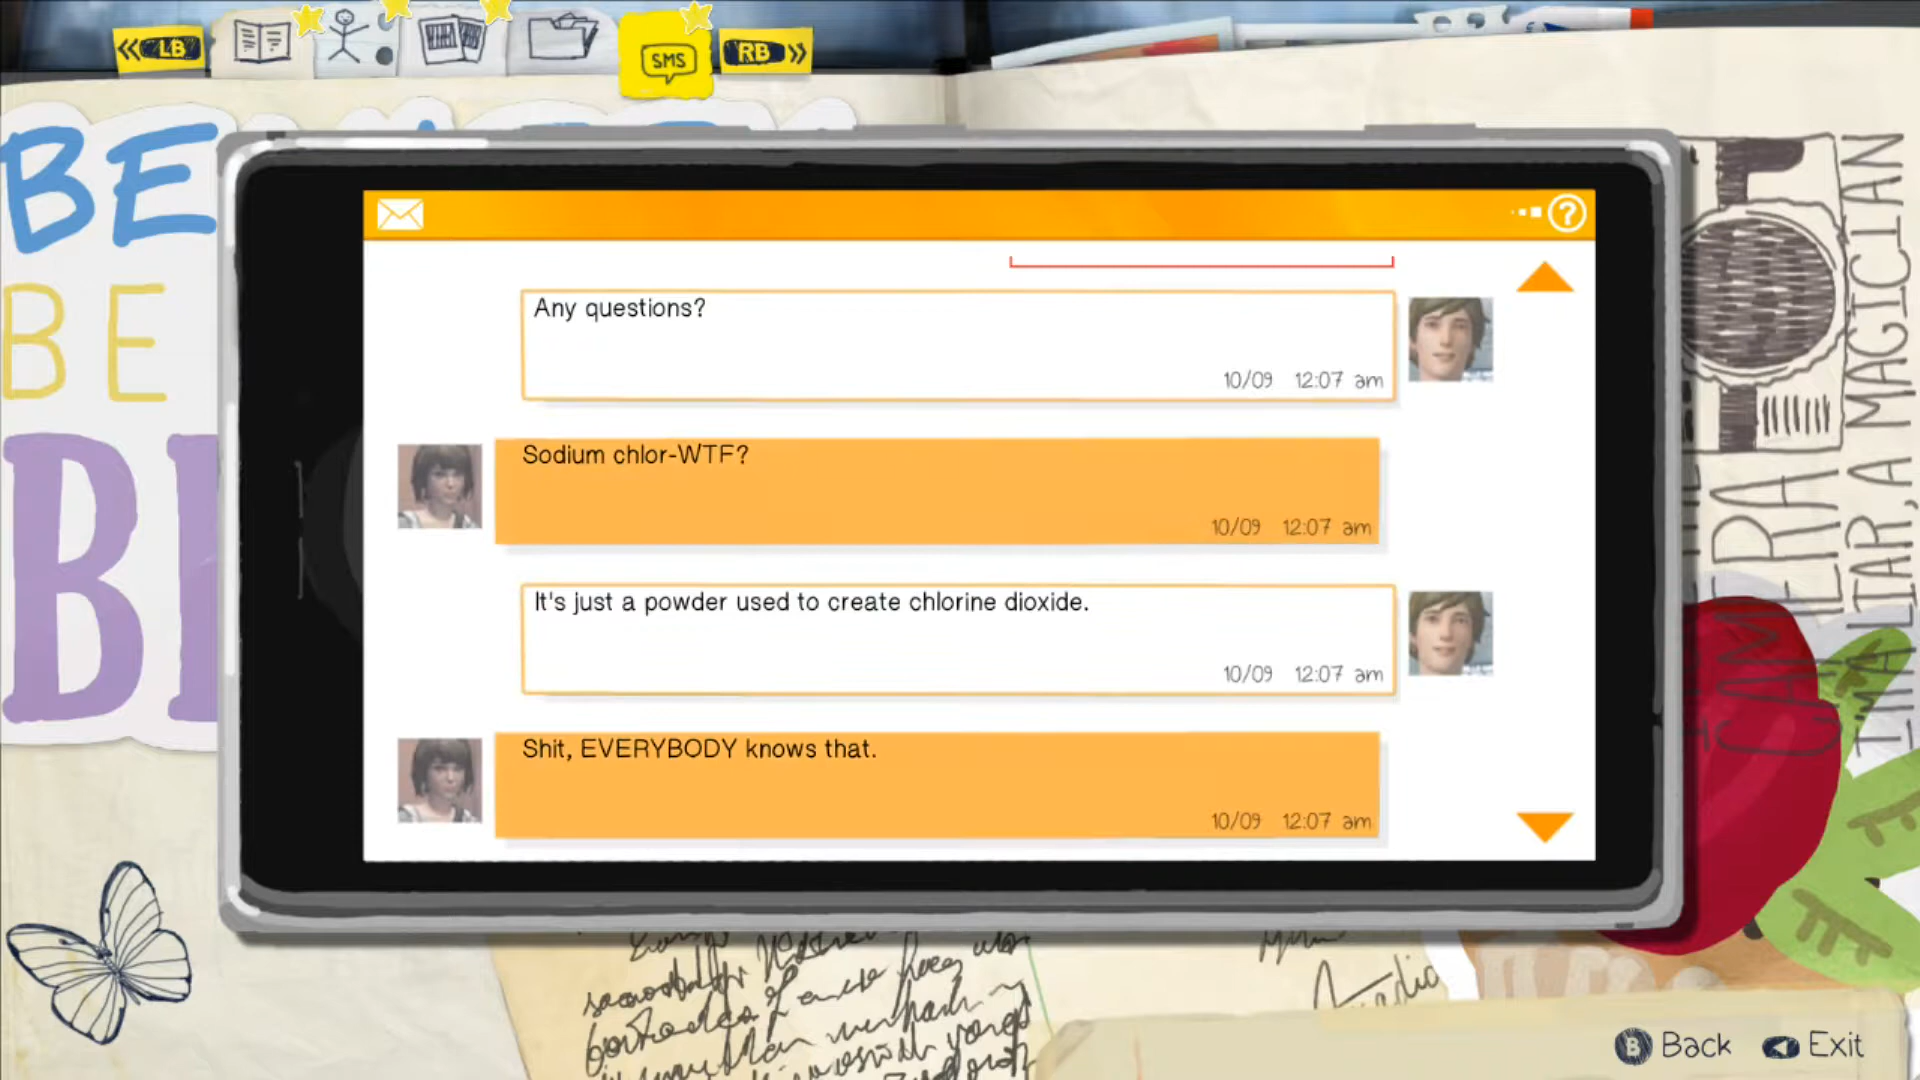 LB
SMS
RB
BE
BE
Any questions?
10/09 12:07 am
Sodium chlor-WTF?
10/09 12:07 am
It's just a powder used to create chlorine dioxide.
10/09 12:07 am
Shit, EVERYBODY knows that.
10/09 12:07 am
CAMERA
LIAR, A MAGICIAN
B Back
Exit